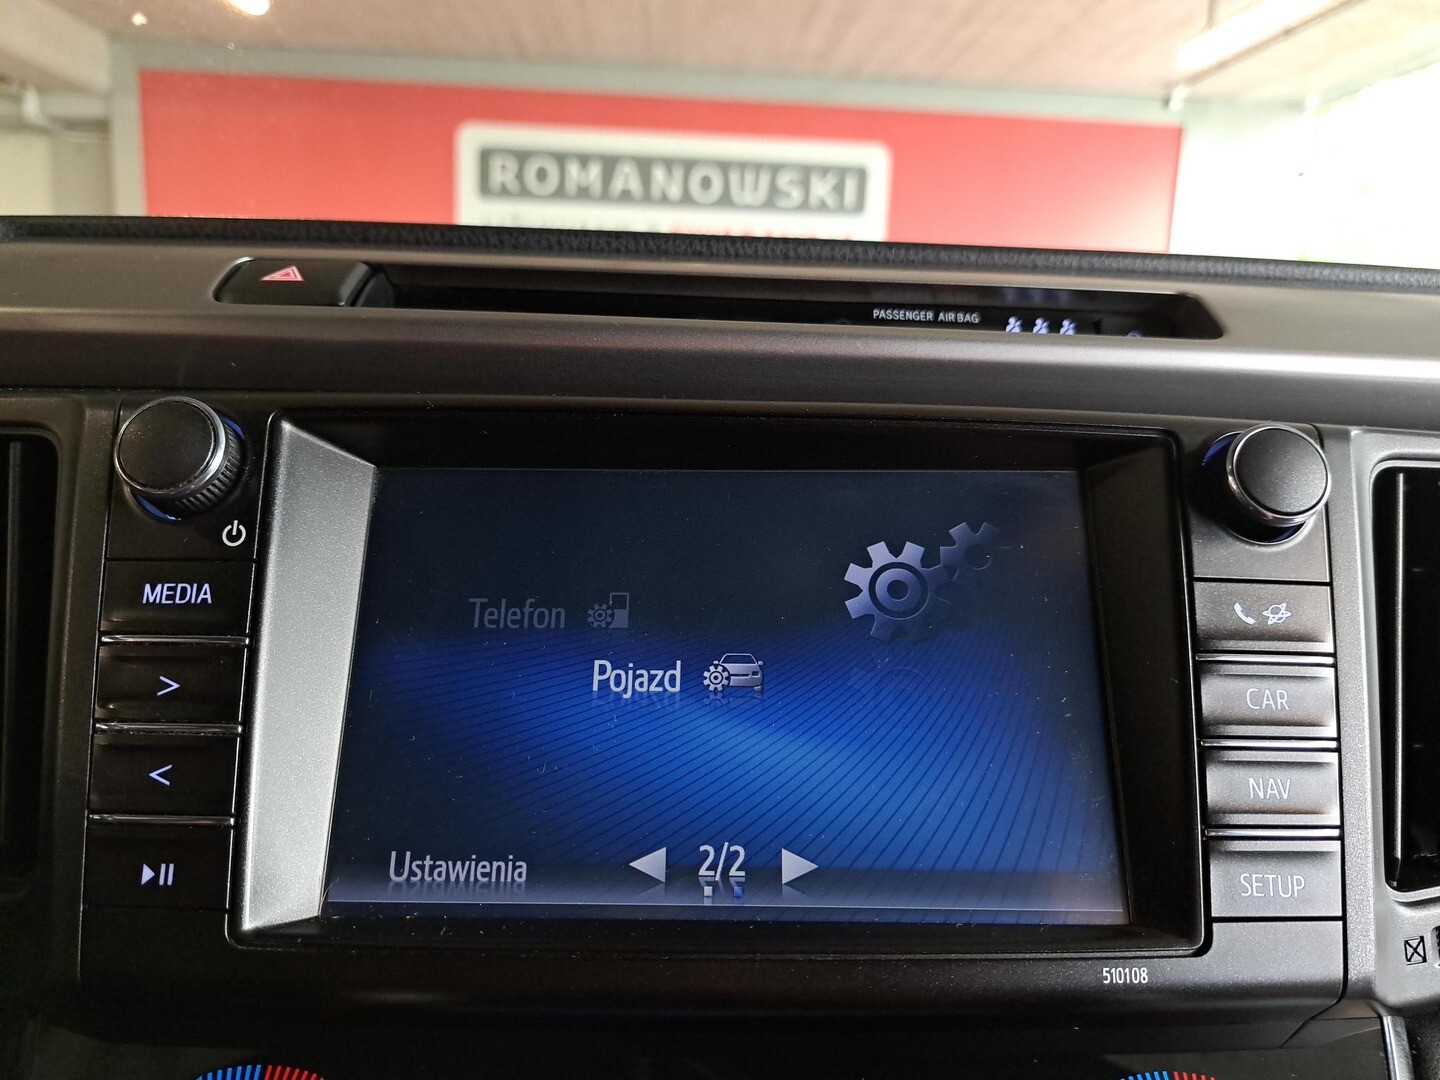 ROMANOWSKI
PASSENGER AIR BAG
MEDIA
>
<
Telefon
Pojazd
Ustawienia
2/2
CAR
NAV
SETUP
510108